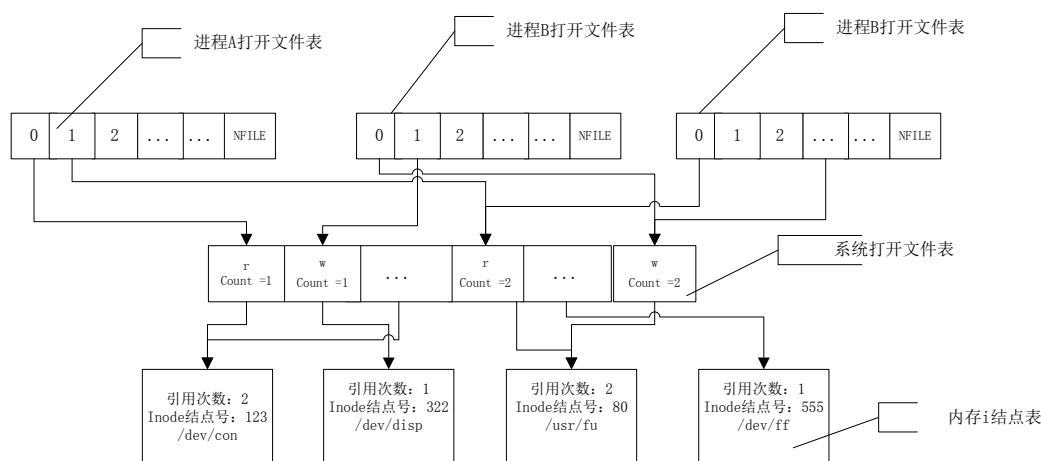 进程A打开文件表
进程B打开文件表
进程B打开文件表
0 1 2 ... ... NFILE
0 1 2 ... ... NFILE
0 1 2 ... ... NFILE
系统打开文件表
r
Count =1
w
Count =1
...
r
Count =2
...
w
Count =2
引用次数：2
Inode结点号：123
/dev/con
引用次数：1
Inode结点号：322
/dev/disp
引用次数：2
Inode结点号：80
/usr/fu
引用次数：1
Inode结点号：555
/dev/ff
内存i结点表